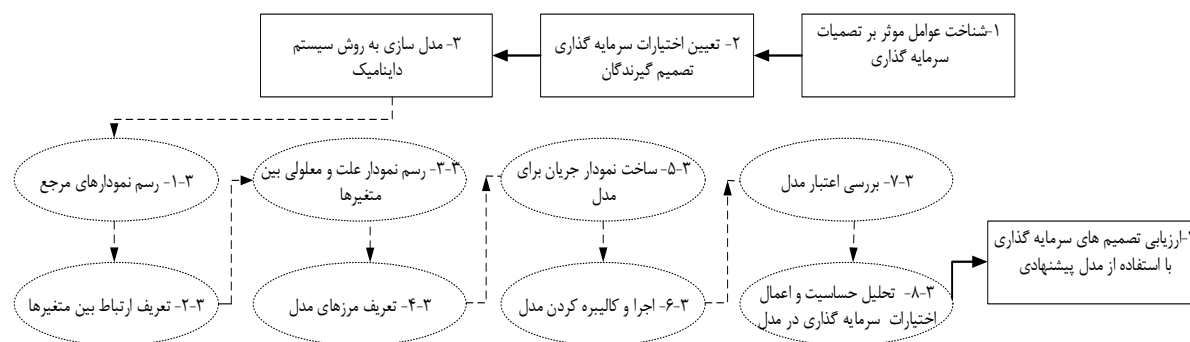 ۱-شناخت عوامل موثر بر تصمیات
سرمایه گذاری
۲- تعیین اختیارات سرمایه گذاری
تصمیم گیرندگان
۳- مدل سازی به روش سیستم
داینامیک
۳-۱- رسم نمودارهای مرجع
۳-۲- تعریف ارتباط بین متغیرها
۳-۳- رسم نمودار علت و معلولی بین
متغیرها
۳-۴- تعریف مرزهای مدل
۳-۵- ساخت نمودار جریان برای
مدل
۳-۶- اجرا و کالیبره کردن مدل
۳-۷- بررسی اعتبار مدل
۳-۸- تحلیل حساسیت و اعمال
اختیارات سرمایه گذاری در مدل
ارزیابی تصمیم های سرمایه گذاری
با استفاده از مدل پیشنهادی